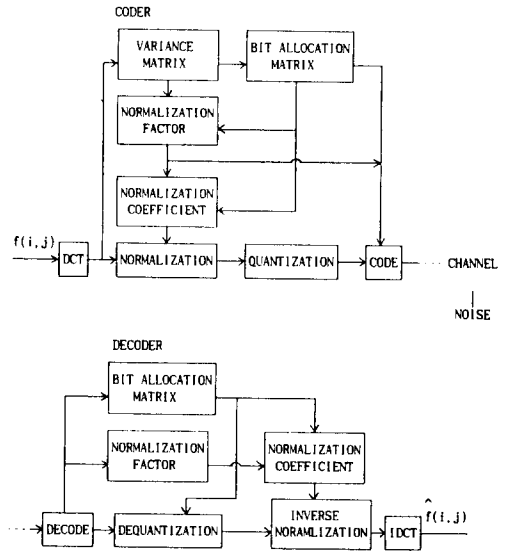 CODER
VARIANCE
MATRIX
BIT ALLOCATION
MATRIX
NORMALIZATION
FACTOR
NORMALIZATION
COEFFICIENT
f(i,j)
DCT
NORMALIZATION
QUANTIZATION
CODE
CHANNEL
NOISE
DECODER
BIT ALLOCATION
MATRIX
NORMALIZATION
FACTOR
NORMALIZATION
COEFFICIENT
DECODE
DEQUANTIZATION
INVERSE
NORAMLIZATION
IDCT
f̂(i,j)